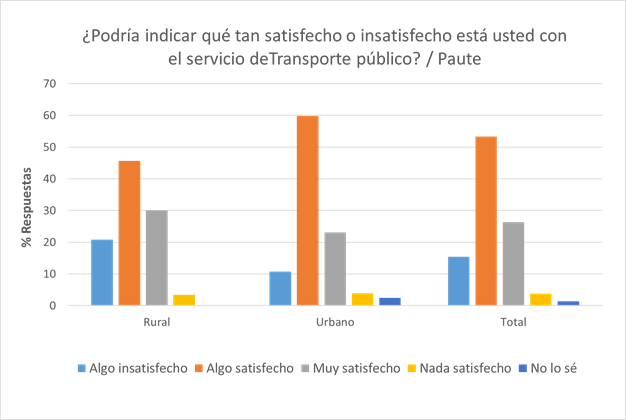 ¿Podría indicar qué tan satisfecho o insatisfecho está usted con
el servicio deTransporte público? / Paute
70
60
50
40
30
20
10
0
% Respuestas
Rural Urbano Total
Algo insatisfecho Algo satisfecho Muy satisfecho Nada satisfecho No lo sé